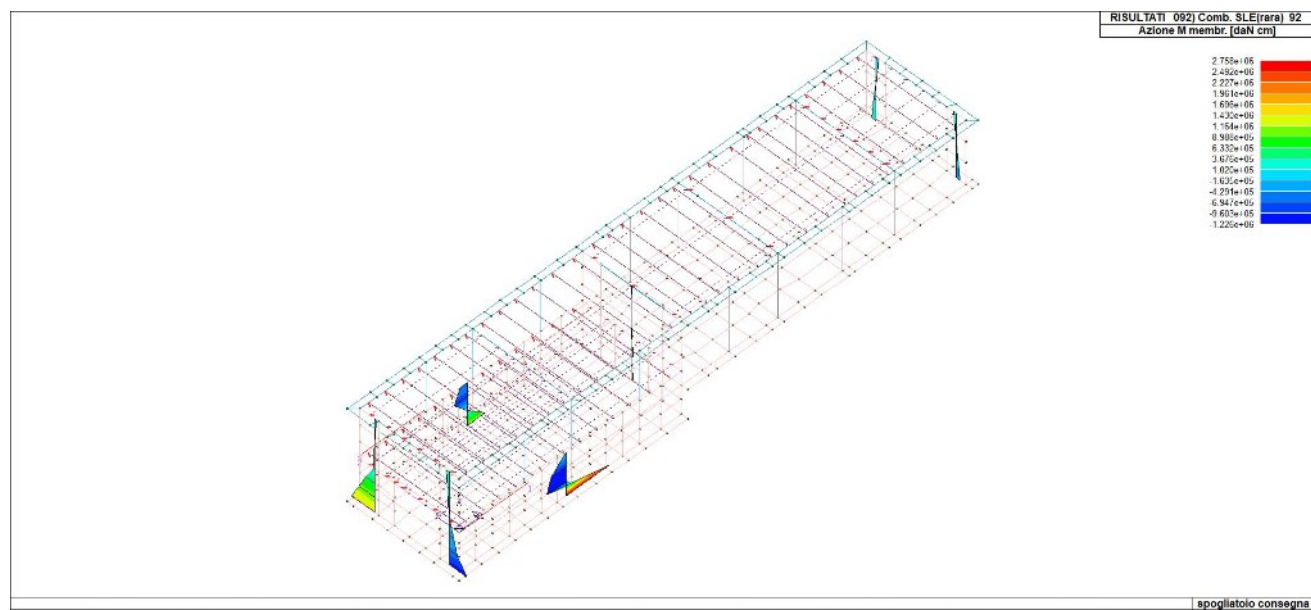 RISULTATI 092) Comb. SLE(rara) 92
Azione M membr. [daN cm]
2.758e+06
2.492e+06
2.227e+06
1.961e+06
1.696e+06
1.430e+06
1.164e+06
8.988e+05
6.332e+05
3.676e+05
1.020e+05
-1.635e+05
-4.291e+05
-6.947e+05
-9.603e+05
-1.226e+06
spogliatoio consegna